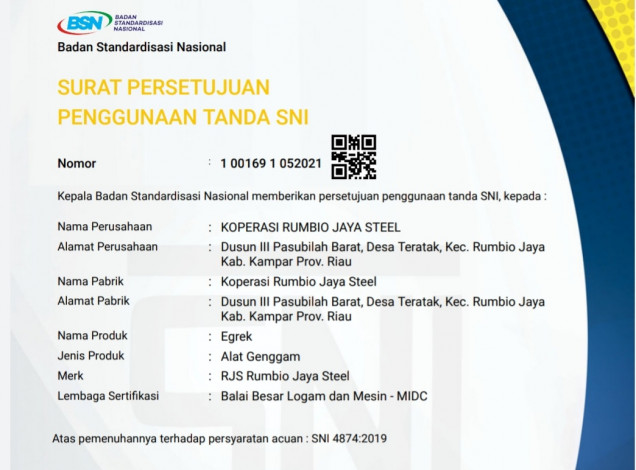 BSN BADAN
STANDARDISASI
NASIONAL
Badan Standardisasi Nasional
SURAT PERSETUJUAN
PENGGUNAAN TANDA SNI
Nomor : 1 00169 1 052021
Kepala Badan Standardisasi Nasional memberikan persetujuan penggunaan tanda SNI, kepada :
Nama Perusahaan : KOPERASI RUMBIO JAYA STEEL
Alamat Perusahaan : Dusun III Pasubilah Barat, Desa Teratak, Kec. Rumbio Jaya
Kab. Kampar Prov. Riau
Nama Pabrik : Koperasi Rumbio Jaya Steel
Alamat Pabrik : Dusun III Pasubilah Barat, Desa Teratak, Kec. Rumbio Jaya
Kab. Kampar Prov. Riau
Nama Produk : Egrek
Jenis Produk : Alat Genggam
Merk : RJS Rumbio Jaya Steel
Lembaga Sertifikasi : Balai Besar Logam dan Mesin - MIDC
Atas pemenuhannya terhadap persyaratan acuan : SNI 4874:2019